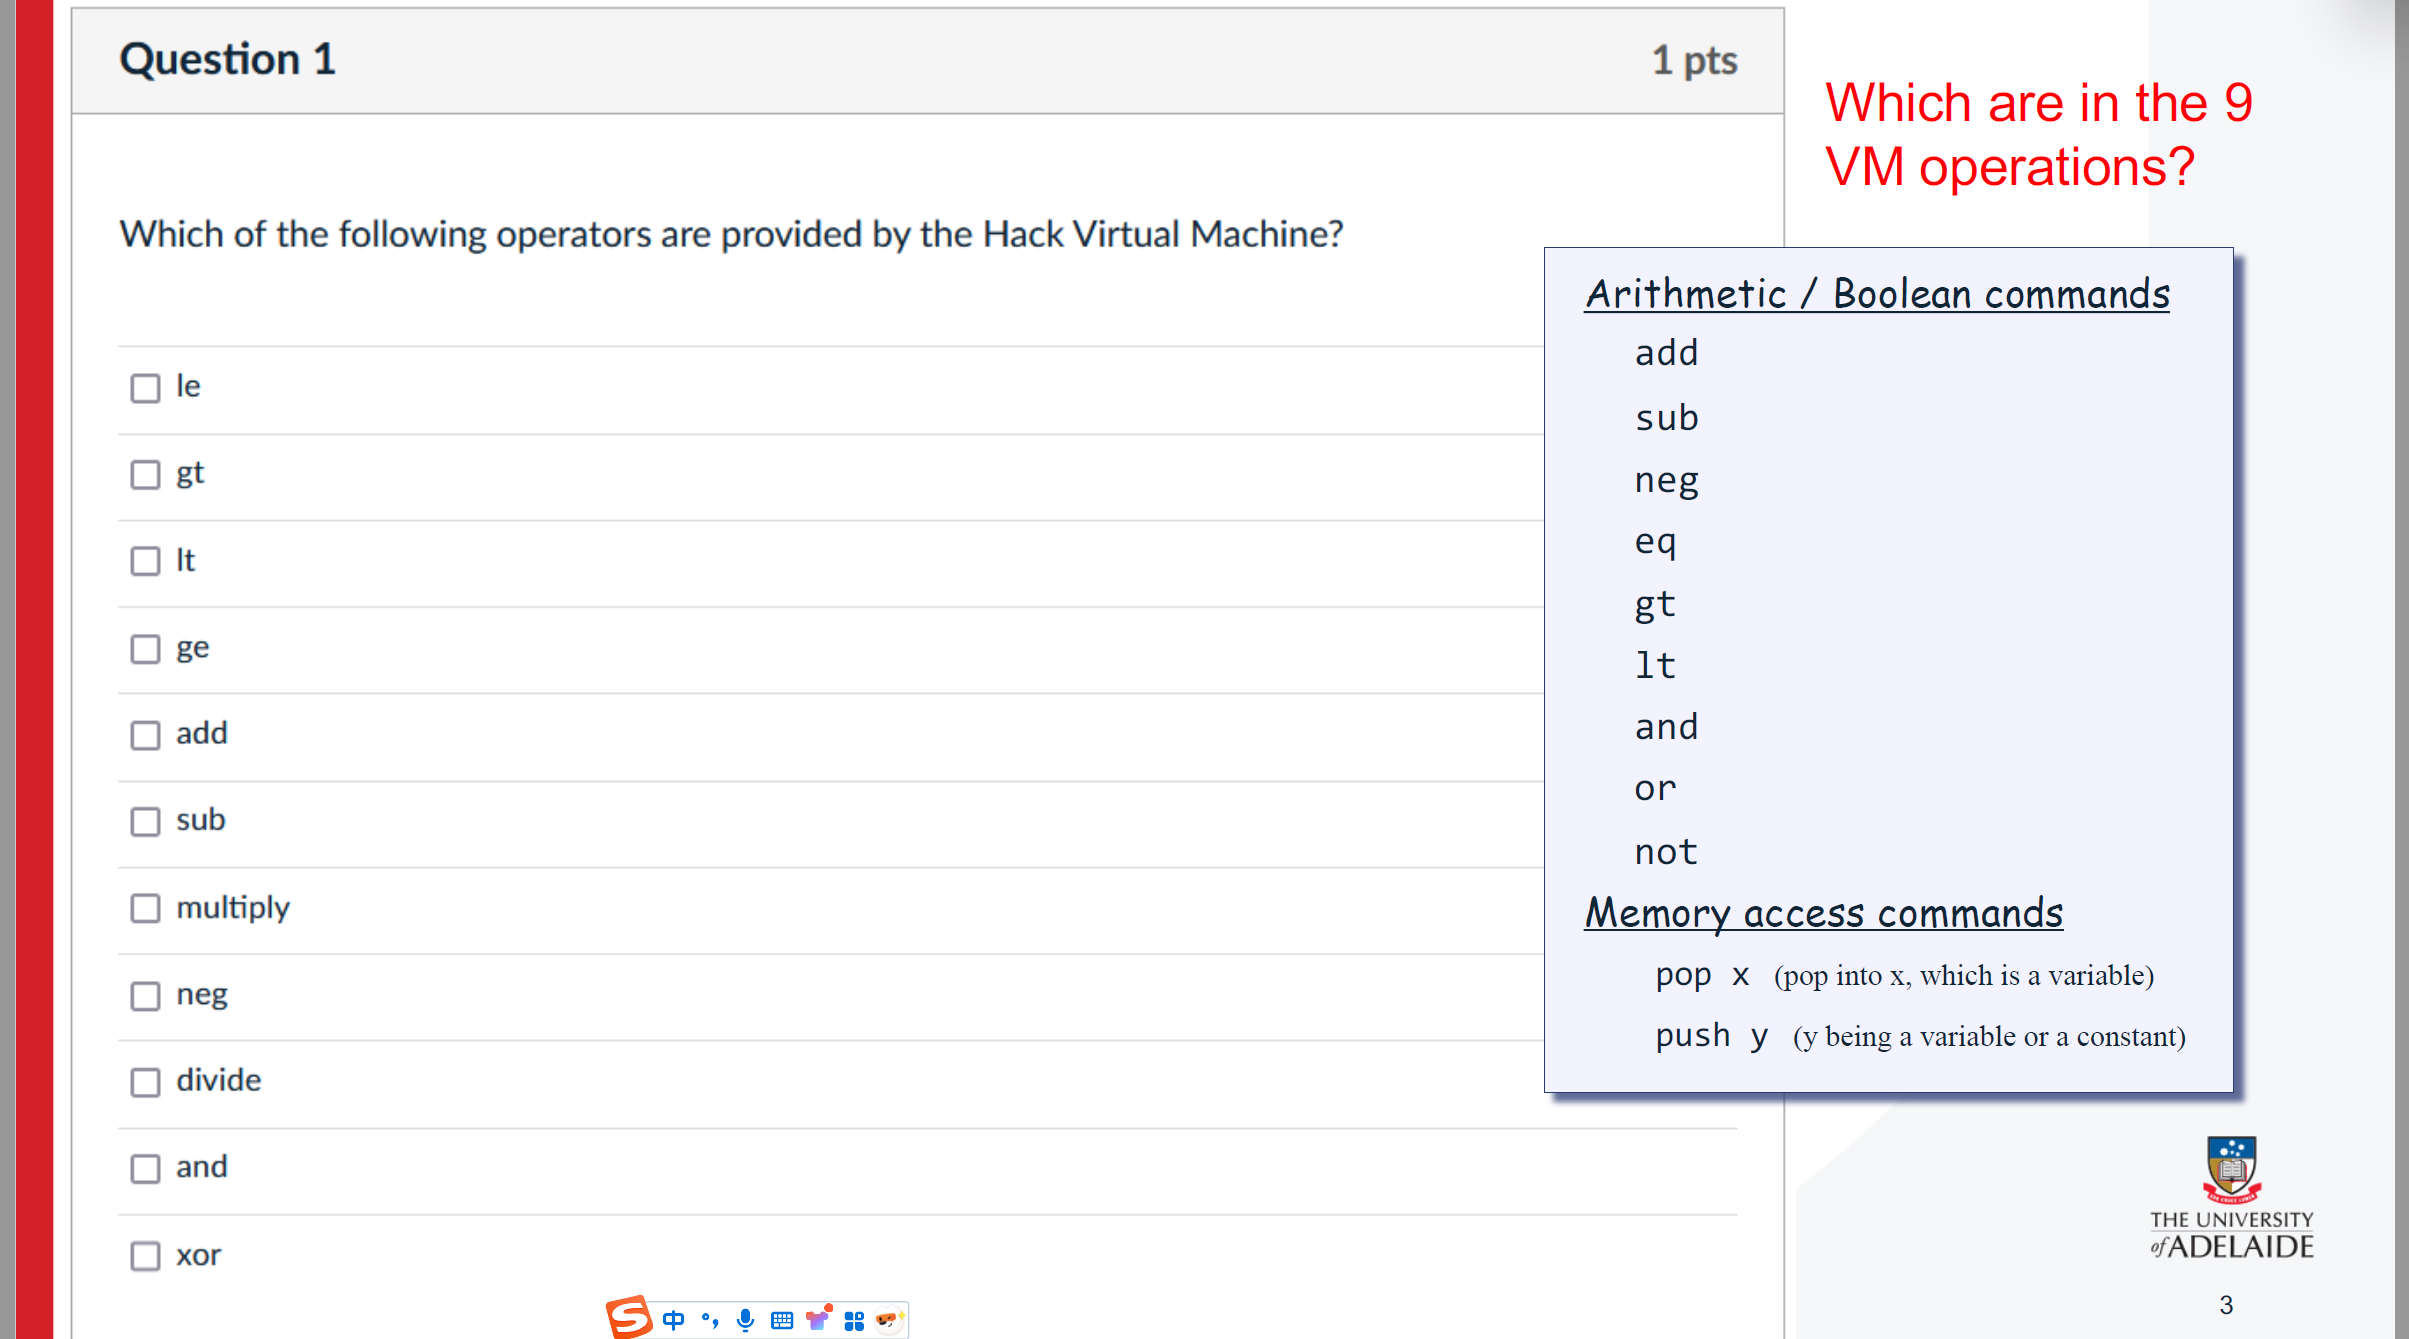 Question 1
1 pts
Which are in the 9
VM operations?
Which of the following operators are provided by the Hack Virtual Machine?
le
gt
lt
ge
add
sub
multiply
neg
divide
and
xor
Arithmetic / Boolean commands
add
sub
neg
eq
gt
lt
and
or
not
Memory access commands
pop x (pop into x, which is a variable)
push y (y being a variable or a constant)
THE UNIVERSITY
of ADELAIDE
3
S 中